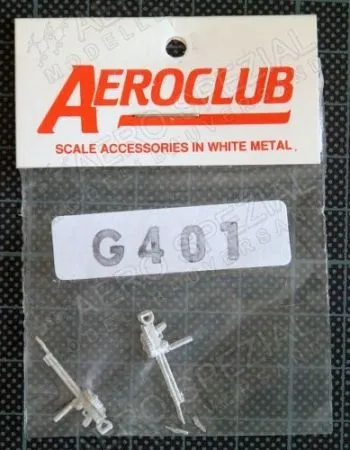 AEROCLUB
SCALE ACCESSORIES IN WHITE METAL.
G401